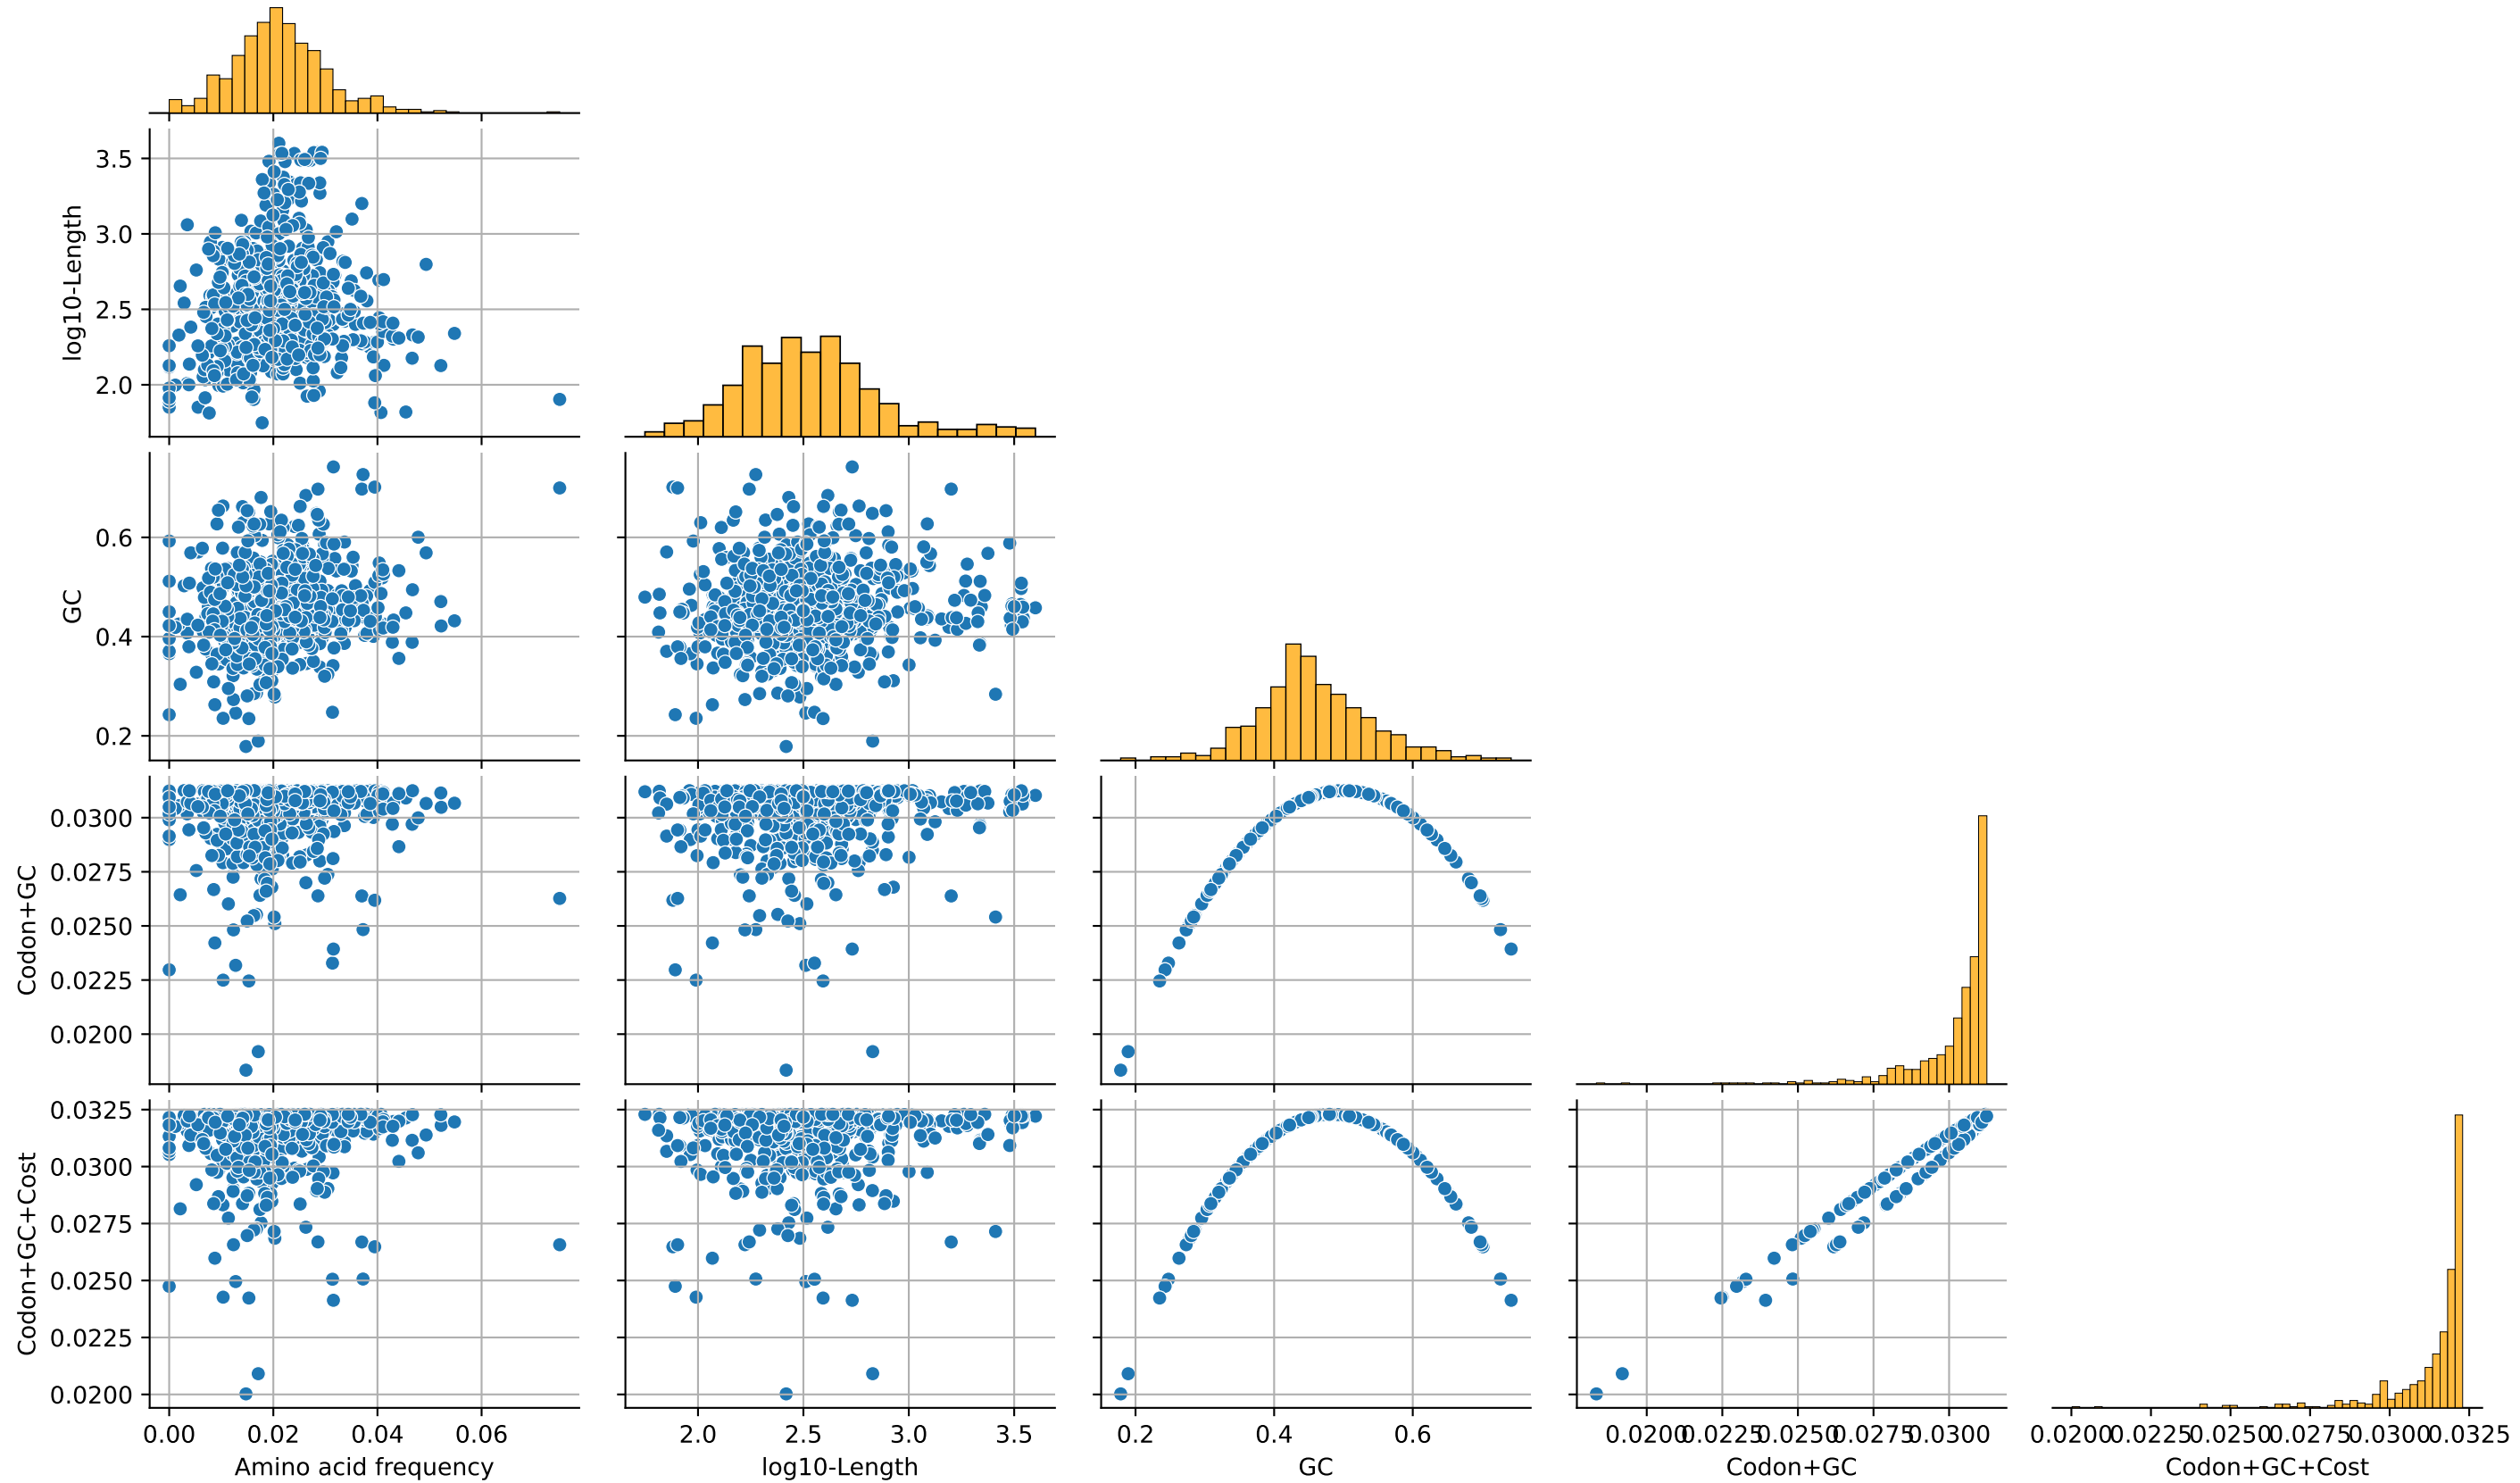 3.5
3.0
2.5
2.0
log10-Length
0.6
0.4
0.2
GC
0.0300
0.0275
0.0250
0.0225
0.0200
Codon+GC
0.0325
0.0300
0.0275
0.0250
0.0225
0.0200
Codon+GC+Cost
0.00 0.02 0.04 0.06
Amino acid frequency
2.0 2.5 3.0 3.5
log10-Length
0.2 0.4 0.6
GC
0.0200 0.0225 0.0250 0.0275 0.0300
Codon+GC
0.0200 0.0225 0.0250 0.0275 0.0300 0.0325
Codon+GC+Cost